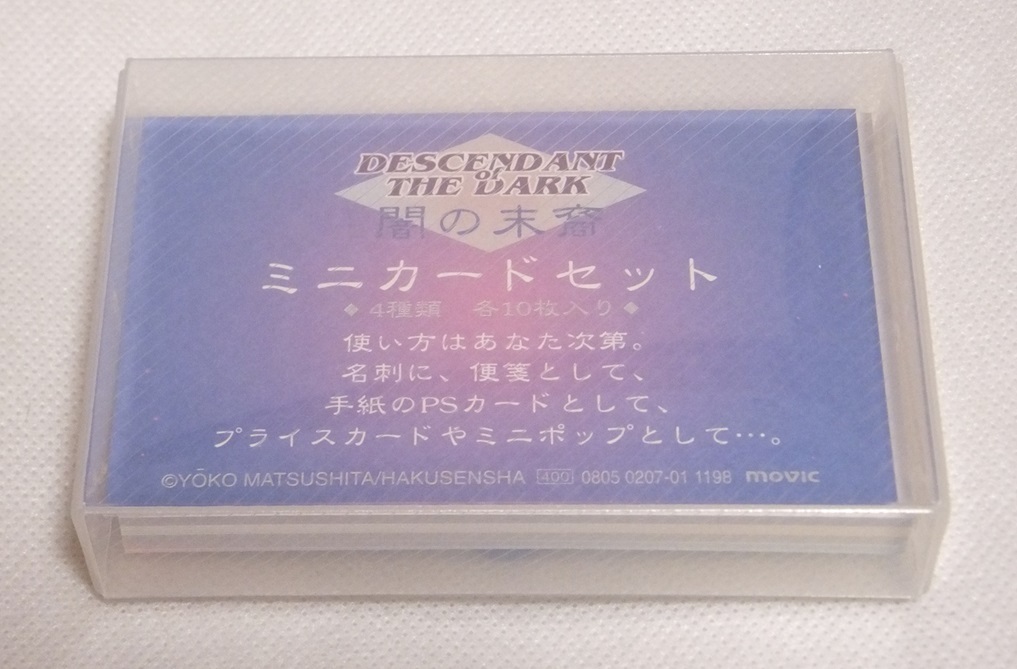 DESCENDANT
of
THE DARK
闇の末裔
ミニカードセット
◆4種類 各10枚入り◆
使い方はあなた次第。
名刺に、便箋として、
手紙のPSカードとして、
プライスカードやミニポップとして…。
©YŌKO MATSUSHITA/HAKUSENSHA 400 0805 0207-01 1198 movic